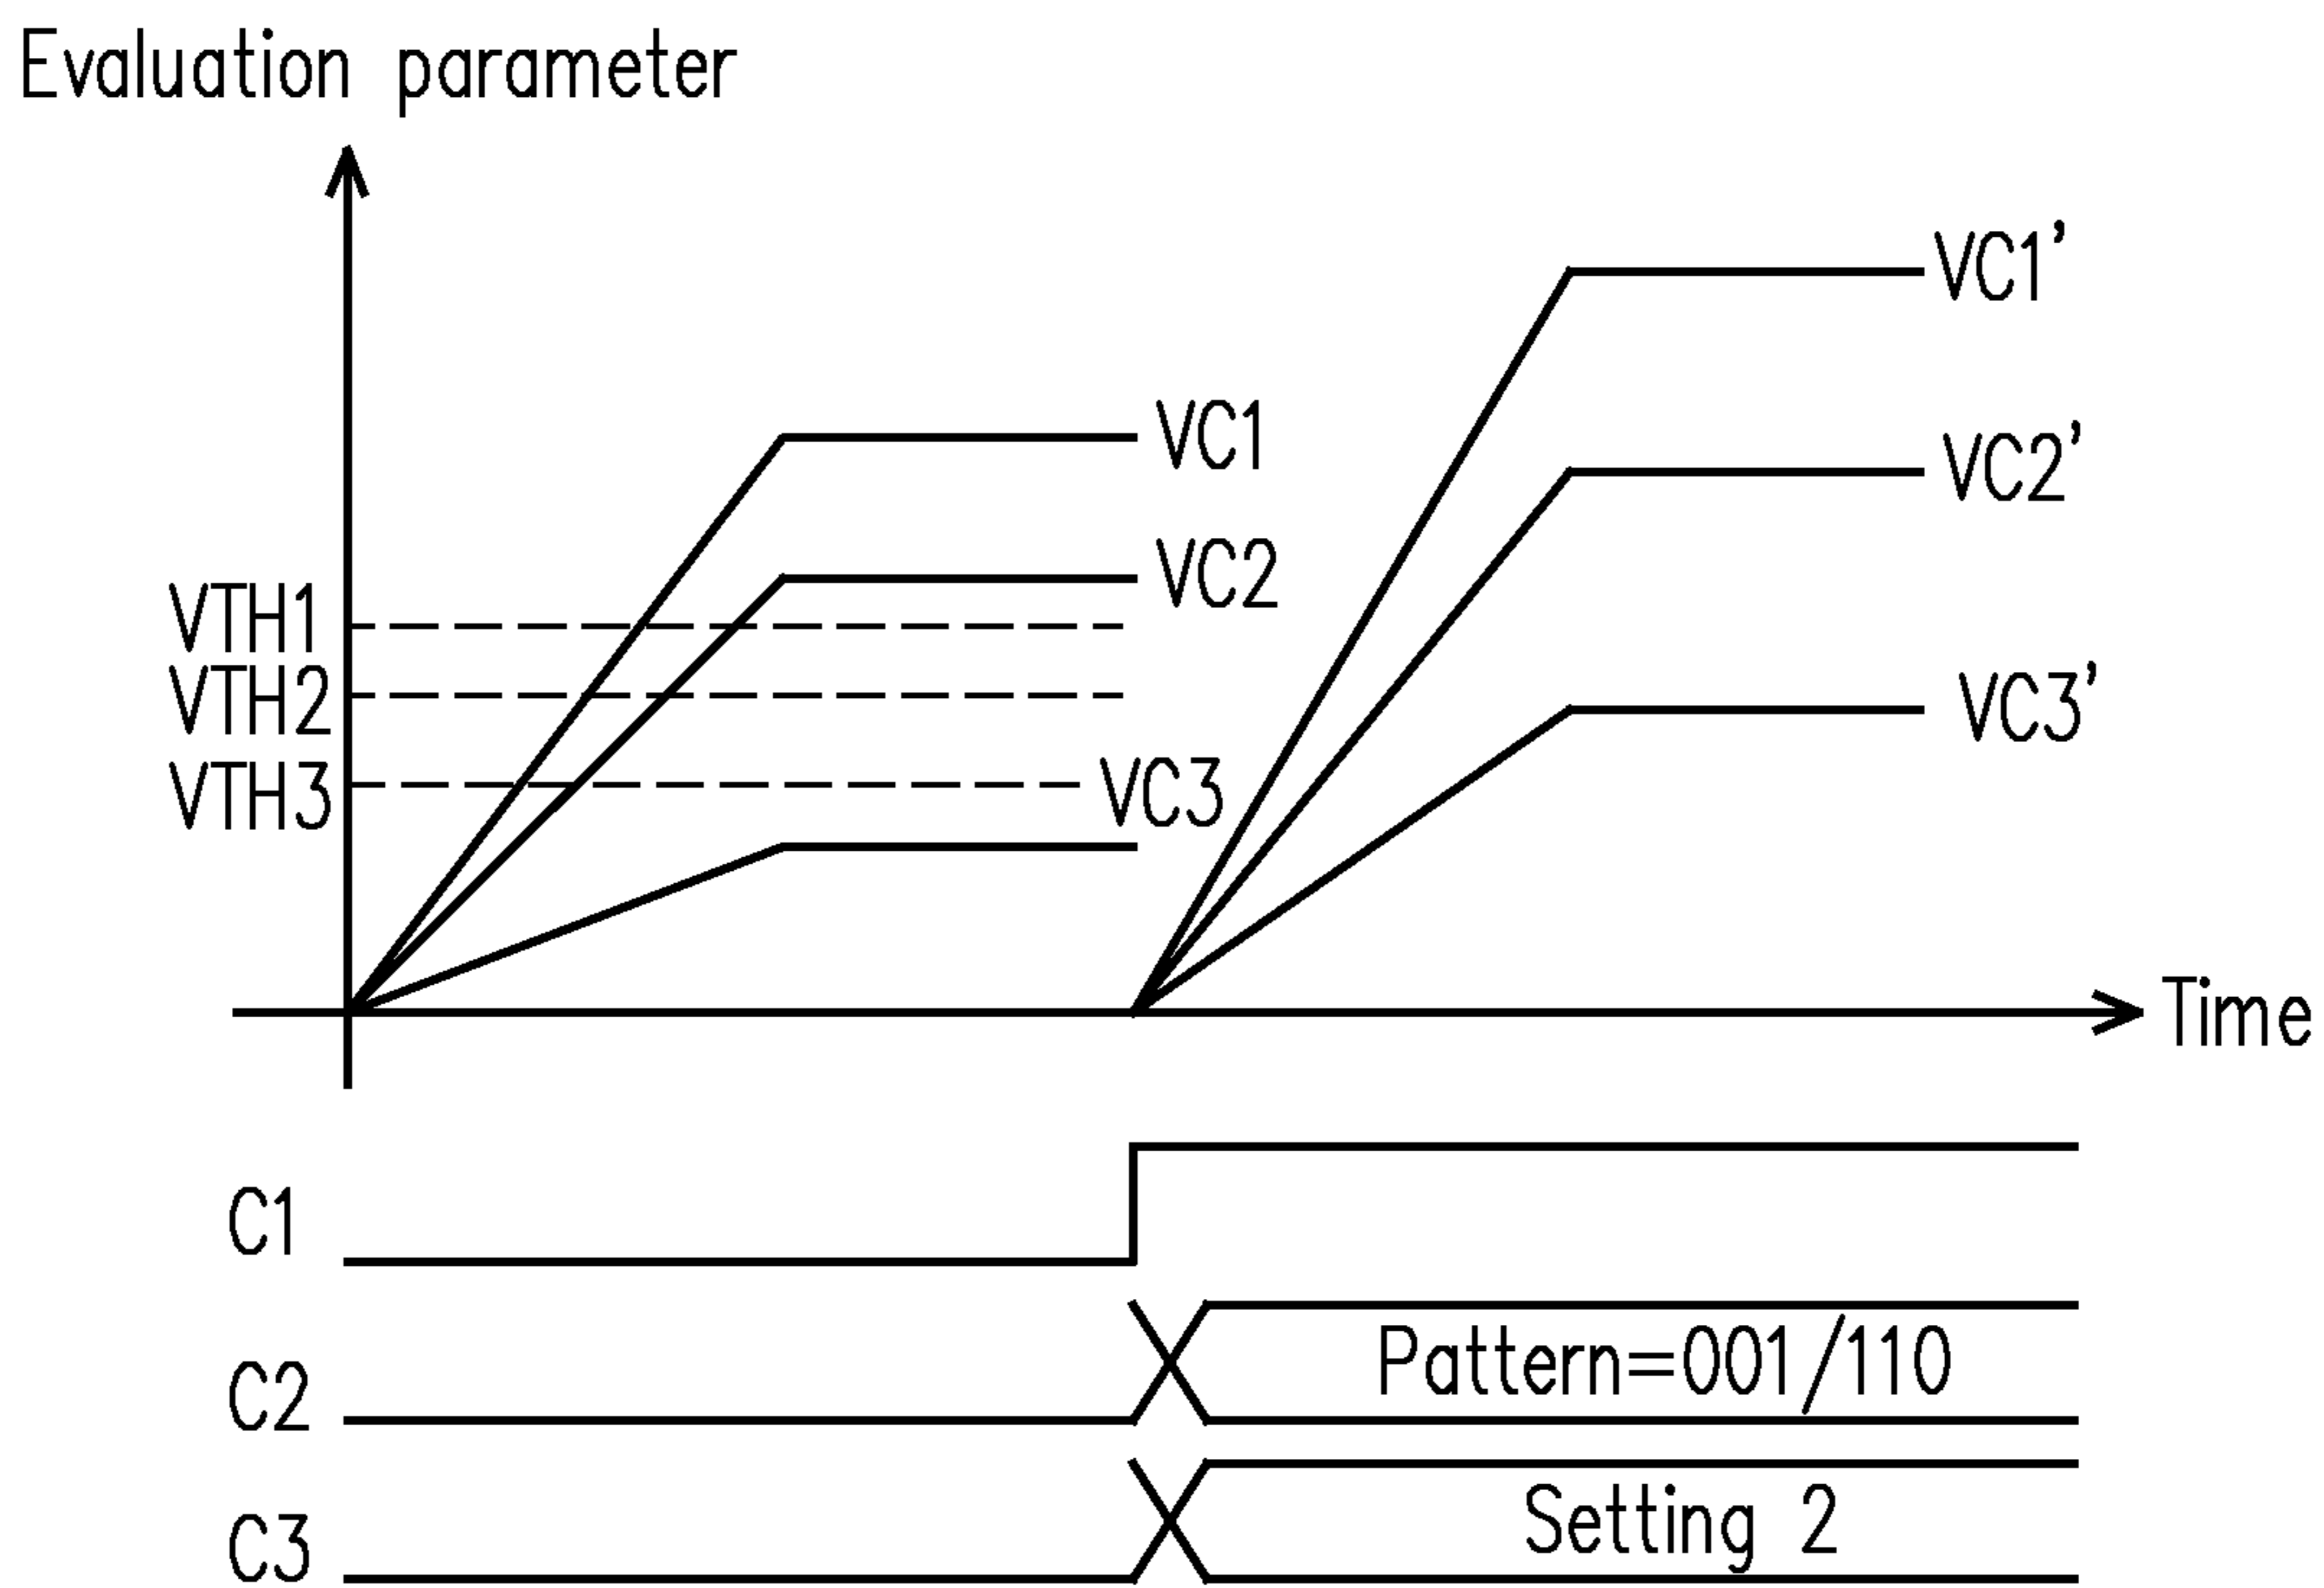 Evaluation parameter
VC1’
VC1
VC2’
VC2
VTH1
VTH2
VC3’
VTH3
VC3
Time
C1
Pattern=001/110
C2
Setting 2
C3